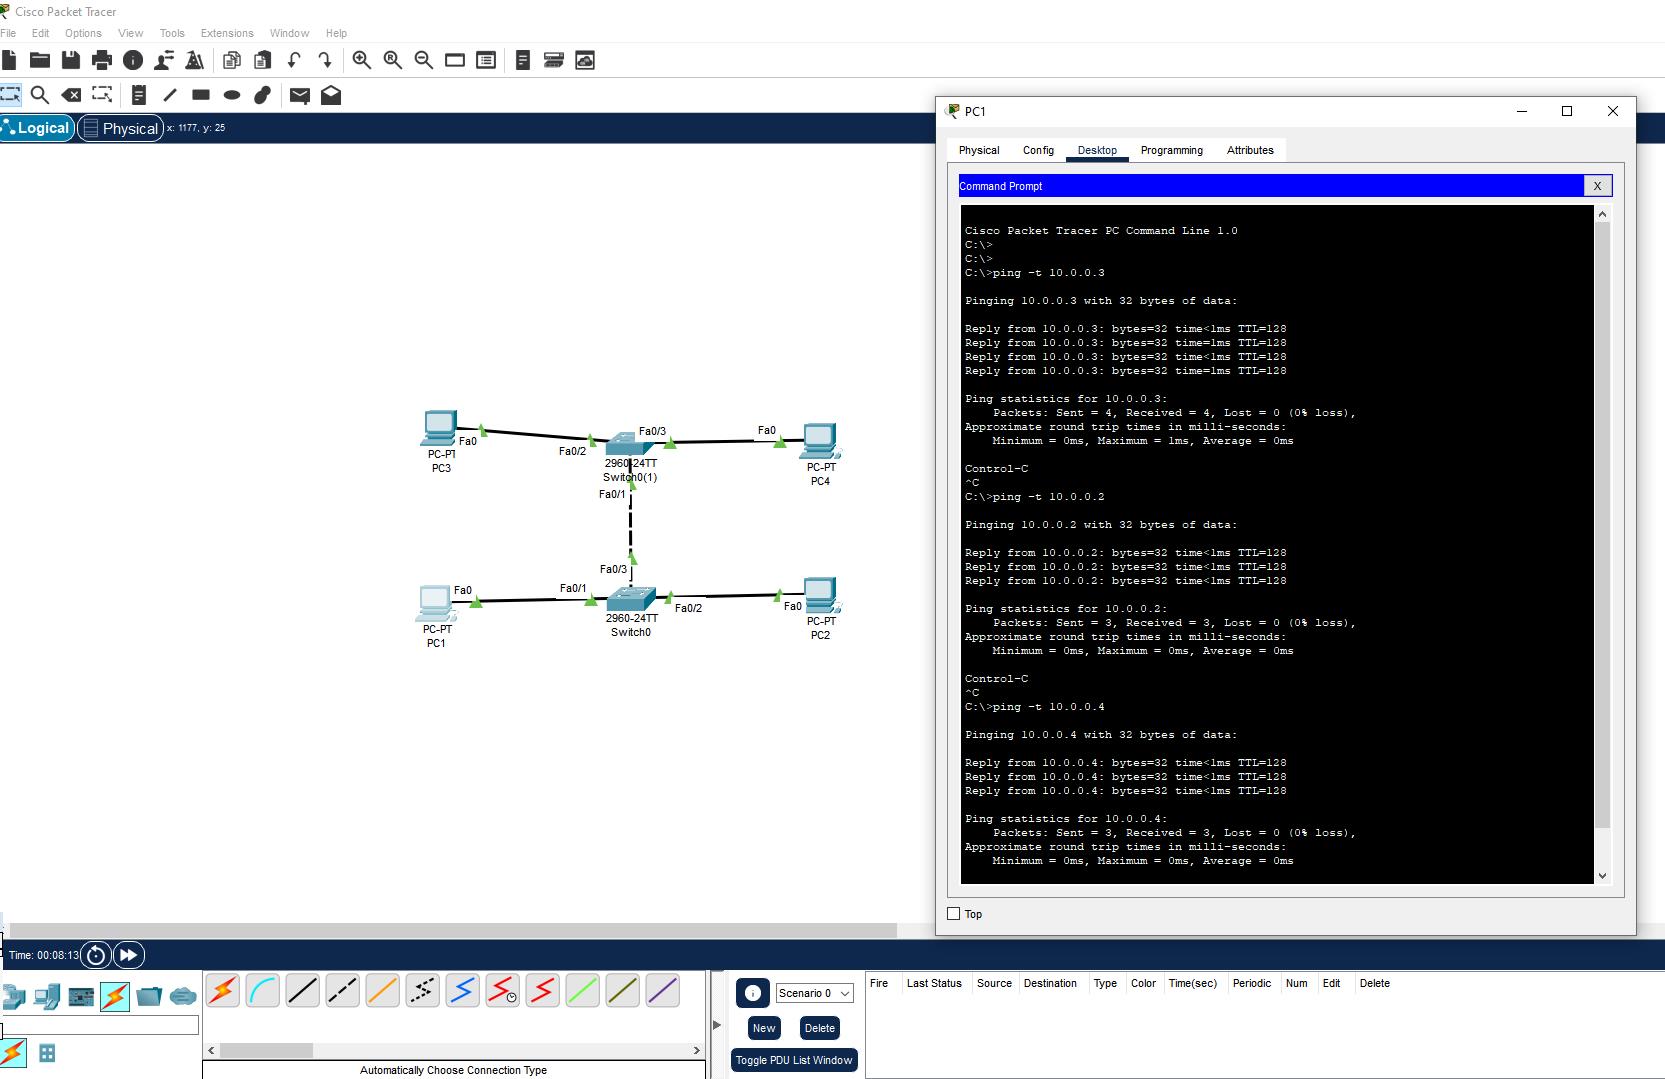 Cisco Packet Tracer
File Edit Options View Tools Extensions Window Help
Logical Physical x: 1177, y: 25
PC1
Physical Config Desktop Programming Attributes
Command Prompt X
Cisco Packet Tracer PC Command Line 1.0
C:\>
C:\>
C:\>ping -t 10.0.0.3
Pinging 10.0.0.3 with 32 bytes of data:
Reply from 10.0.0.3: bytes=32 time<1ms TTL=128
Reply from 10.0.0.3: bytes=32 time=1ms TTL=128
Reply from 10.0.0.3: bytes=32 time<1ms TTL=128
Reply from 10.0.0.3: bytes=32 time=1ms TTL=128
Ping statistics for 10.0.0.3:
Packets: Sent = 4, Received = 4, Lost = 0 (0% loss),
Approximate round trip times in milli-seconds:
Minimum = 0ms, Maximum = 1ms, Average = 0ms
Control-C
^C
C:\>ping -t 10.0.0.2
Pinging 10.0.0.2 with 32 bytes of data:
Reply from 10.0.0.2: bytes=32 time<1ms TTL=128
Reply from 10.0.0.2: bytes=32 time<1ms TTL=128
Reply from 10.0.0.2: bytes=32 time<1ms TTL=128
Ping statistics for 10.0.0.2:
Packets: Sent = 3, Received = 3, Lost = 0 (0% loss),
Approximate round trip times in milli-seconds:
Minimum = 0ms, Maximum = 0ms, Average = 0ms
Control-C
^C
C:\>ping -t 10.0.0.4
Pinging 10.0.0.4 with 32 bytes of data:
Reply from 10.0.0.4: bytes=32 time<1ms TTL=128
Reply from 10.0.0.4: bytes=32 time<1ms TTL=128
Reply from 10.0.0.4: bytes=32 time<1ms TTL=128
Ping statistics for 10.0.0.4:
Packets: Sent = 3, Received = 3, Lost = 0 (0% loss),
Approximate round trip times in milli-seconds:
Minimum = 0ms, Maximum = 0ms, Average = 0ms
Top
Fa0
PC-PT
PC3
Fa0/2
Fa0/3
2960-24TT
Switch0(1)
Fa0/1
Fa0
PC-PT
PC4
Fa0
PC-PT
PC1
Fa0/1
Fa0/3
2960-24TT
Switch0
Fa0/2
Fa0
PC-PT
PC2
Time: 00:08:13
Scenario 0
New Delete
Toggle PDU List Window
Fire Last Status Source Destination Type Color Time(sec) Periodic Num Edit Delete
Automatically Choose Connection Type